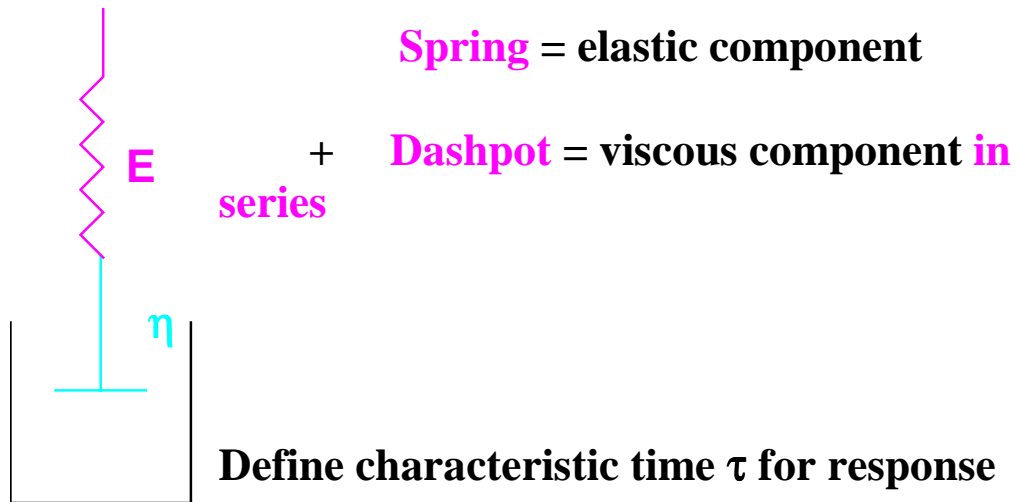 Spring = elastic component
E
+ Dashpot = viscous component in
series
η
Define characteristic time τ for response